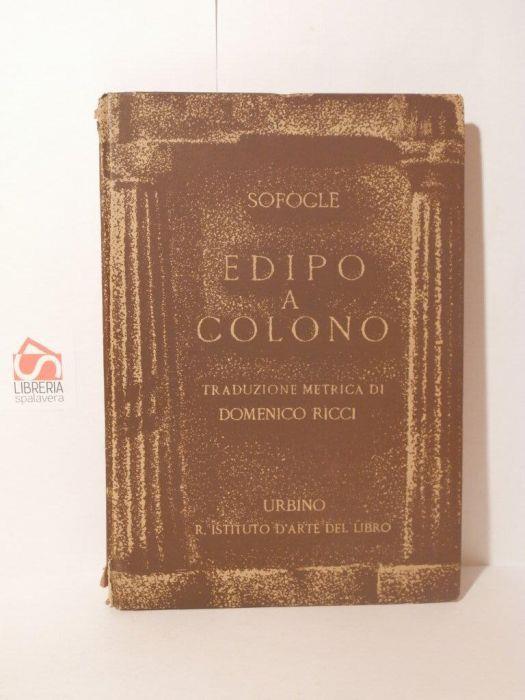 SOFOCLE
EDIPO
A
COLONO
TRADUZIONE METRICA DI
DOMENICO RICCI
URBINO
R. ISTITUTO D'ARTE DEL LIBRO
LIBRERIA
spalavera